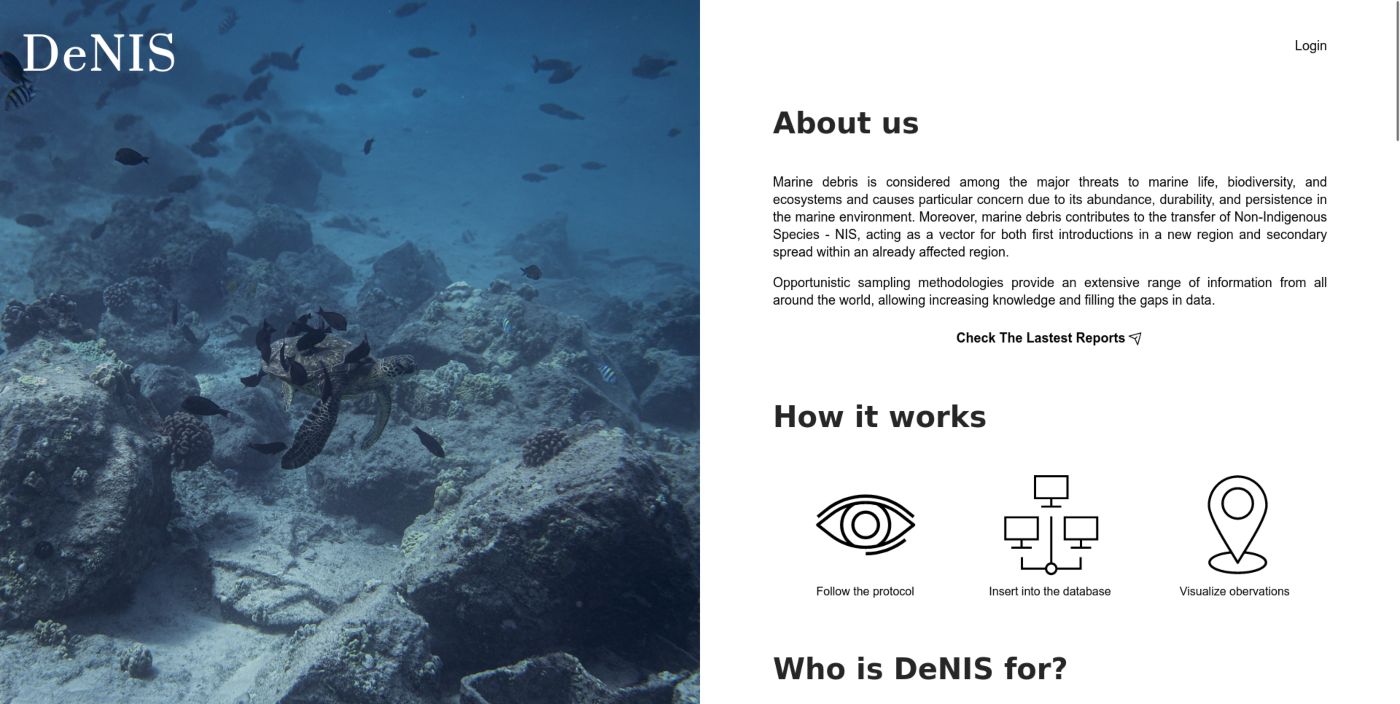 DeNIS
Login
About us
Marine debris is considered among the major threats to marine life, biodiversity, and
ecosystems and causes particular concern due to its abundance, durability, and persistence in
the marine environment. Moreover, marine debris contributes to the transfer of Non-Indigenous
Species - NIS, acting as a vector for both first introductions in a new region and secondary
spread within an already affected region.
Opportunistic sampling methodologies provide an extensive range of information from all
around the world, allowing increasing knowledge and filling the gaps in data.
Check The Lastest Reports
How it works
Follow the protocol
Insert into the database
Visualize obervations
Who is DeNIS for?